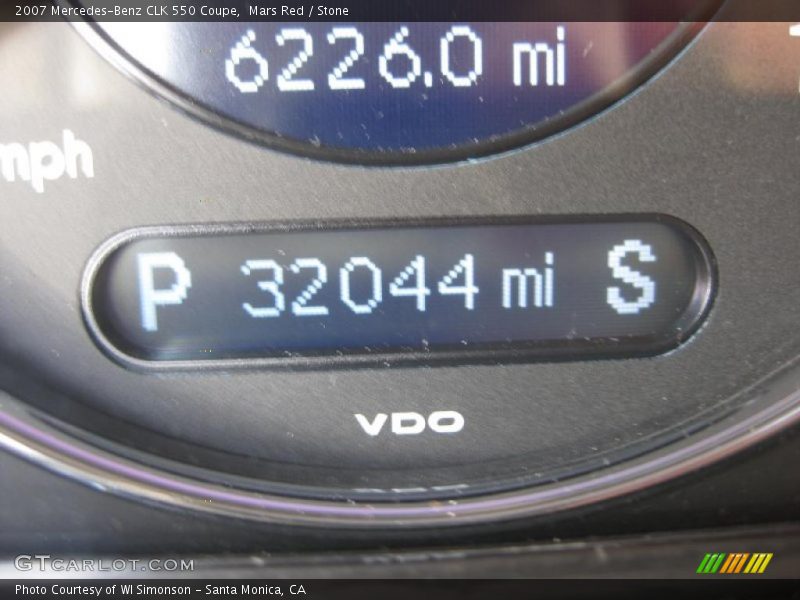 2007 Mercedes-Benz CLK 550 Coupe, Mars Red / Stone
6226.0 mi
mph
P 32044 mi S
VDO
GTCARLOT.COM
Photo Courtesy of WI Simonson - Santa Monica, CA